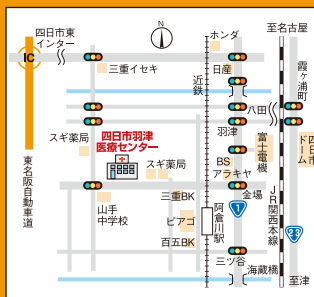 四日市東
インター
N
ホンダ
至名古屋
IC
三重イセキ
日産
近鉄
霞ヶ浦町
八田
スギ薬局
四日市羽津
医療センター
羽津
富士電機
四日市
ドーム
スギ薬局
BS
アラキヤ
東名阪自動車道
三重BK
金場
山手
中学校
ピアゴ
阿倉川駅
1
JR関西本線
23
百五BK
三ツ谷
海蔵橋
至津